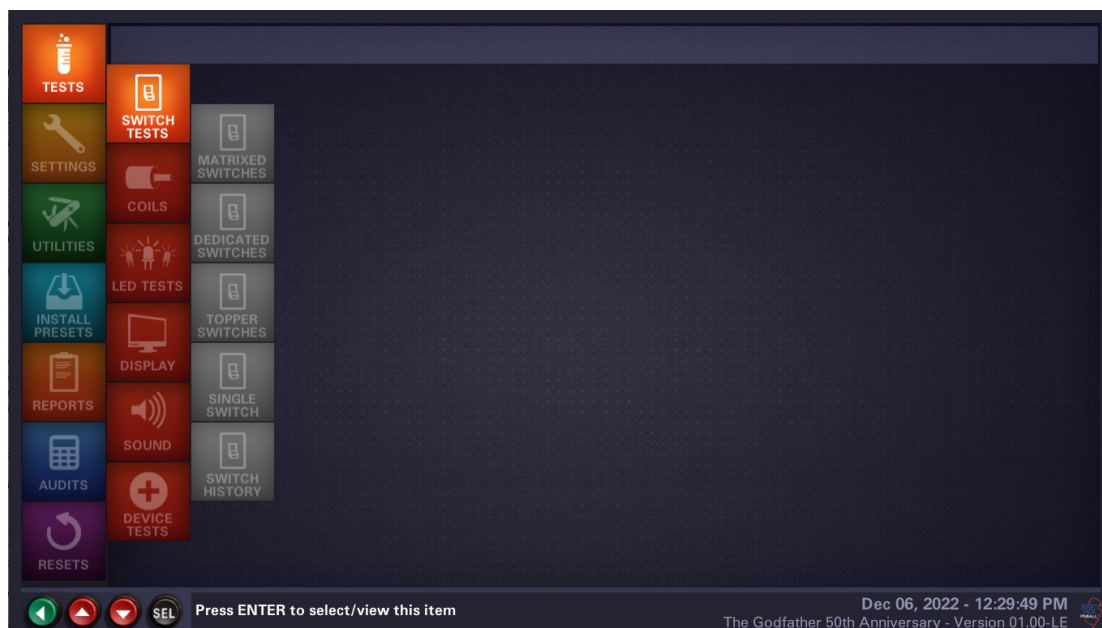 TESTS
SETTINGS
UTILITIES
INSTALL
PRESETS
REPORTS
AUDITS
RESETS
SWITCH
TESTS
COILS
LED TESTS
DISPLAY
SOUND
DEVICE
TESTS
MATRIXED
SWITCHES
DEDICATED
SWITCHES
TOPPER
SWITCHES
SINGLE
SWITCH
SWITCH
HISTORY
SEL
Press ENTER to select/view this item
Dec 06, 2022 - 12:29:49 PM
The Godfather 50th Anniversary - Version 01.00-LE